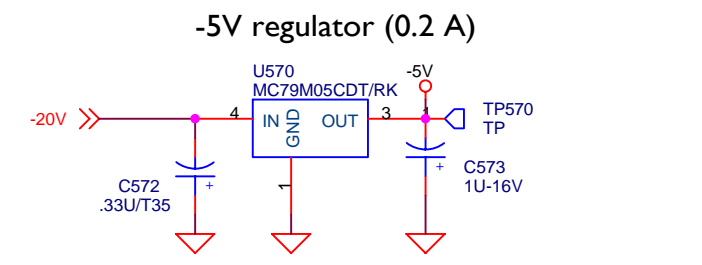 -5V regulator (0.2 A)
U570
MC79M05CDT/RK
-5V
-20V
4
IN
GND
OUT
3
1
TP570
TP
1
C572
.33U/T35
+
+
C573
1U-16V